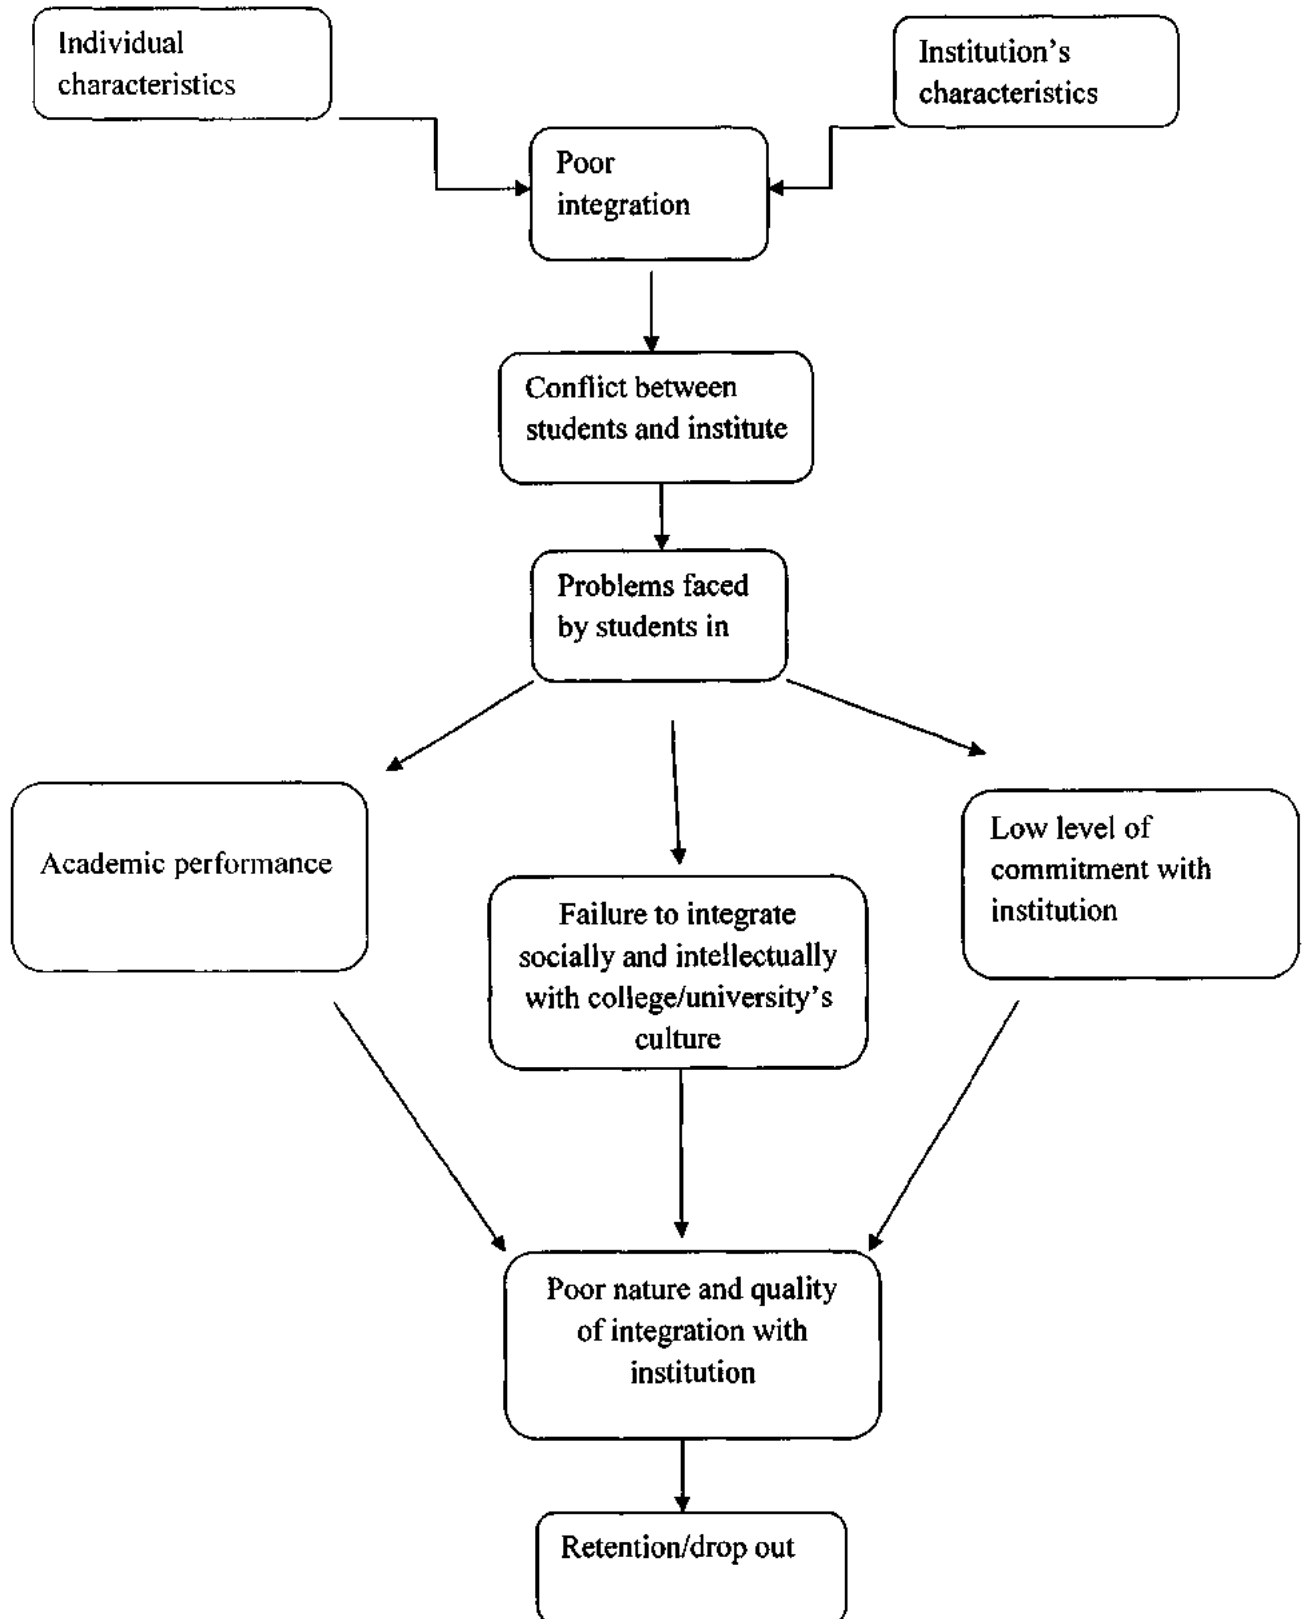 Individual
characteristics
Institution's
characteristics
Poor
integration
Conflict between
students and institute
Problems faced
by students in
Academic performance
Failure to integrate
socially and intellectually
with college/university's
culture
Low level of
commitment with
institution
Poor nature and quality
of integration with
institution
Retention/drop out